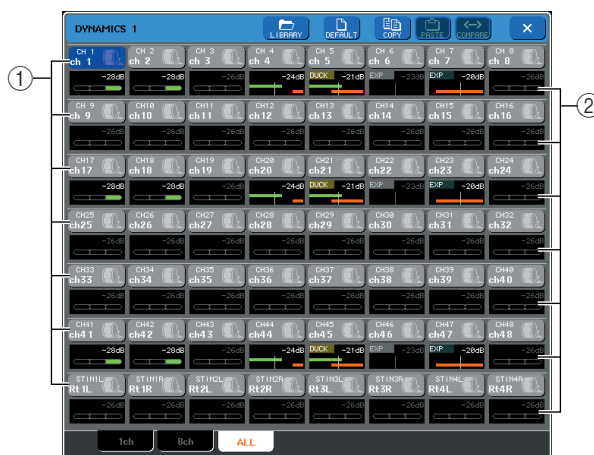 DYNAMICS 1 LIBRARY DEFAULT COPY PASTE COMPARE ×
CH 1 CH 2 CH 3 CH 4 CH 5 CH 6 CH 7 CH 8
ch 1 ch 2 ch 3 ch 4 ch 5 ch 6 ch 7 ch 8
-28dB -28dB -26dB -24dB DUCK -21dB EXP -23dB EXP -20dB -26dB
① ②
CH 9 CH10 CH11 CH12 CH13 CH14 CH15 CH16
ch 9 ch10 ch11 ch12 ch13 ch14 ch15 ch16
-26dB -26dB -26dB -26dB -26dB -26dB -26dB -26dB
CH17 CH18 CH19 CH20 CH21 CH22 CH23 CH24
ch17 ch18 ch19 ch20 ch21 ch22 ch23 ch24
-28dB -28dB -26dB -24dB DUCK -21dB EXP -23dB EXP -20dB -26dB
CH25 CH26 CH27 CH28 CH29 CH30 CH31 CH32
ch25 ch26 ch27 ch28 ch29 ch30 ch31 ch32
-26dB -26dB -26dB -26dB -26dB -26dB -26dB -26dB
CH33 CH34 CH35 CH36 CH37 CH38 CH39 CH40
ch33 ch34 ch35 ch36 ch37 ch38 ch39 ch40
-26dB -26dB -26dB -26dB -26dB -26dB -26dB -26dB
CH41 CH42 CH43 CH44 CH45 CH46 CH47 CH48
ch41 ch42 ch43 ch44 ch45 ch46 ch47 ch48
-28dB -28dB -26dB -24dB DUCK -21dB EXP -23dB EXP -20dB -26dB
STIN1L STIN1R STIN2L STIN2R STIN3L STIN3R STIN4L STIN4R
Rt1L Rt1R Rt2L Rt2R Rt3L Rt3R Rt4L Rt4R
-26dB -26dB -26dB -26dB -26dB -26dB -26dB -26dB
1ch 8ch ALL